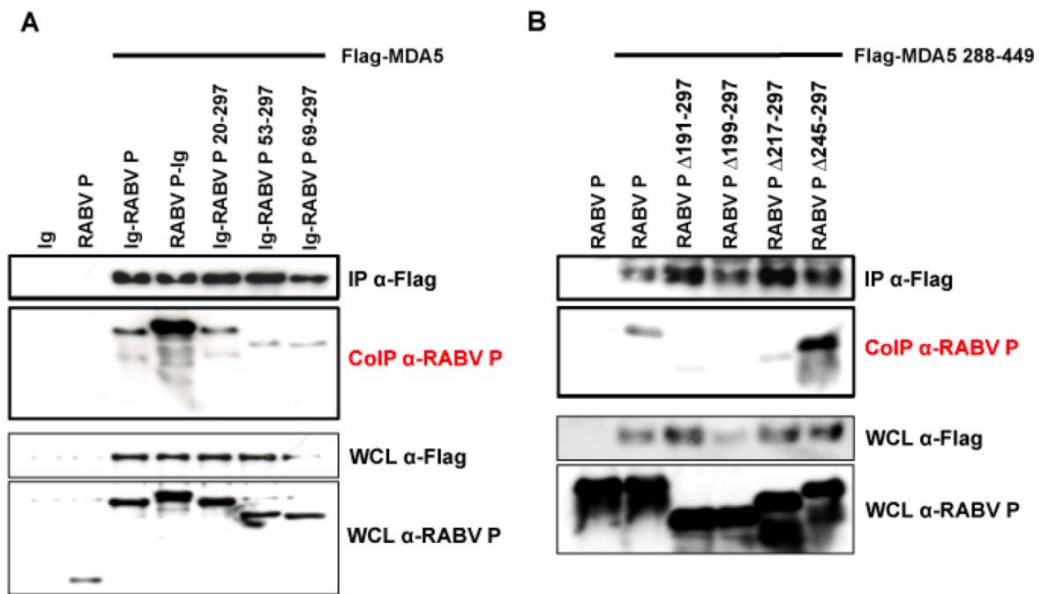 A
Flag-MDA5
Ig
RABV P
Ig-RABV P
RABV P-Ig
Ig-RABV P 20-297
Ig-RABV P 53-297
Ig-RABV P 69-297
IP α-Flag
CoIP α-RABV P
WCL α-Flag
WCL α-RABV P
B
Flag-MDA5 288-449
RABV P
RABV P
RABV P Δ191-297
RABV P Δ199-297
RABV P Δ217-297
RABV P Δ245-297
IP α-Flag
CoIP α-RABV P
WCL α-Flag
WCL α-RABV P